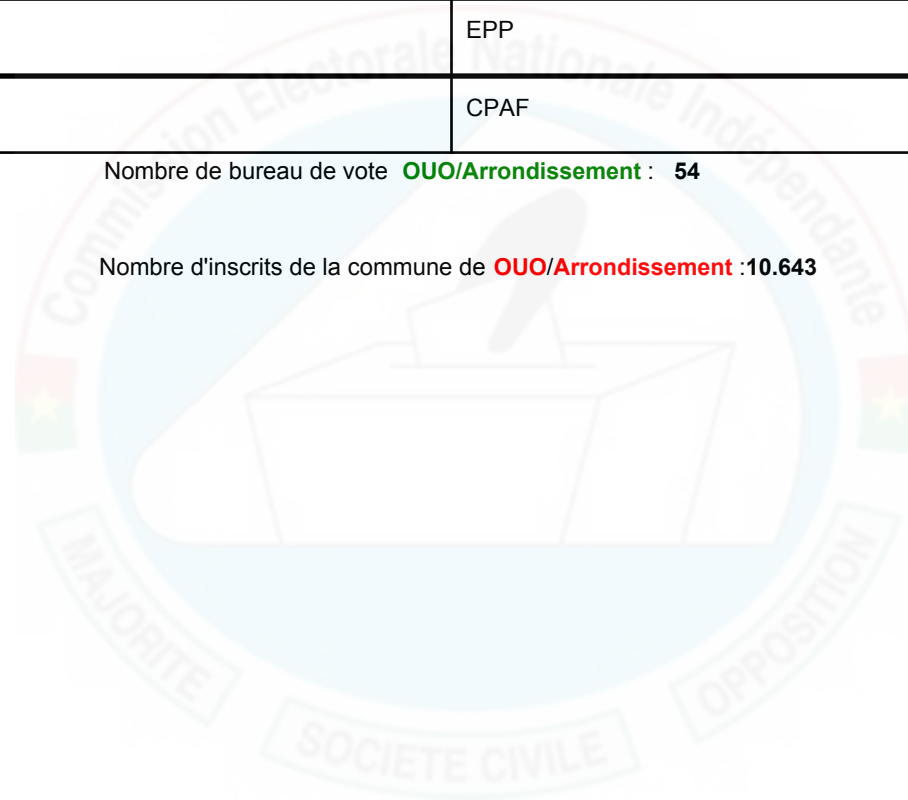 EPP
CPAF
Nombre de bureau de vote OUO/Arrondissement : 54
Nombre d'inscrits de la commune de OUO/Arrondissement :10.643
Commission Electorale Nationale Indépendante
MAJORITE
SOCIETE CIVILE
OPPOSITION